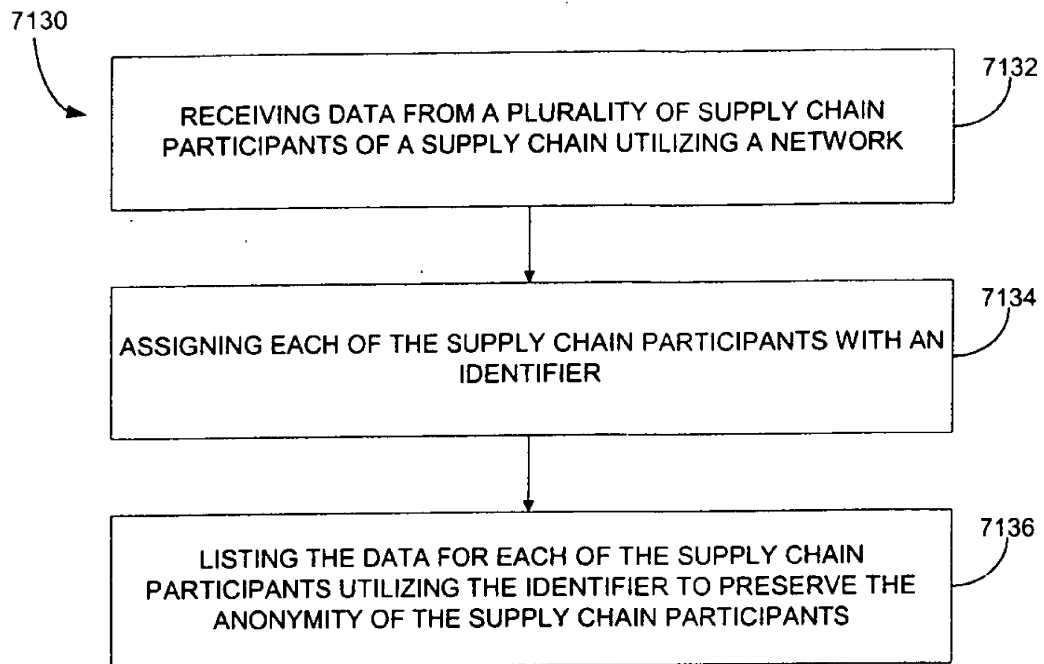 7130
7132
RECEIVING DATA FROM A PLURALITY OF SUPPLY CHAIN
PARTICIPANTS OF A SUPPLY CHAIN UTILIZING A NETWORK
7134
ASSIGNING EACH OF THE SUPPLY CHAIN PARTICIPANTS WITH AN
IDENTIFIER
7136
LISTING THE DATA FOR EACH OF THE SUPPLY CHAIN
PARTICIPANTS UTILIZING THE IDENTIFIER TO PRESERVE THE
ANONYMITY OF THE SUPPLY CHAIN PARTICIPANTS